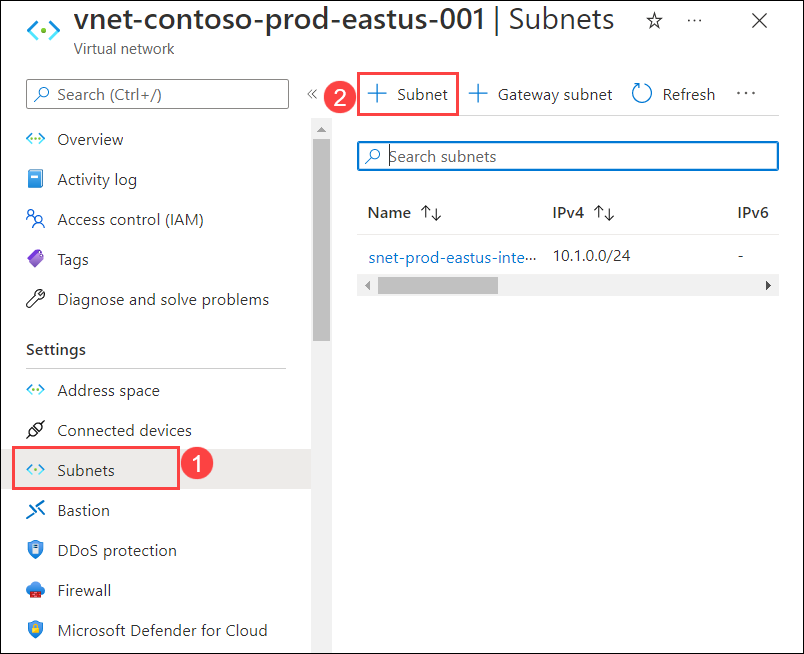 vnet-contoso-prod-eastus-001 | Subnets ☆ ···
Virtual network
Search (Ctrl+/)
«
Overview
Activity log
Access control (IAM)
Tags
Diagnose and solve problems
Settings
Address space
Connected devices
Subnets 1
Bastion
DDoS protection
Firewall
Microsoft Defender for Cloud
2 + Subnet + Gateway subnet Refresh ···
Search subnets
Name ↑↓ IPv4 ↑↓ IPv6
snet-prod-eastus-inte··· 10.1.0.0/24 -